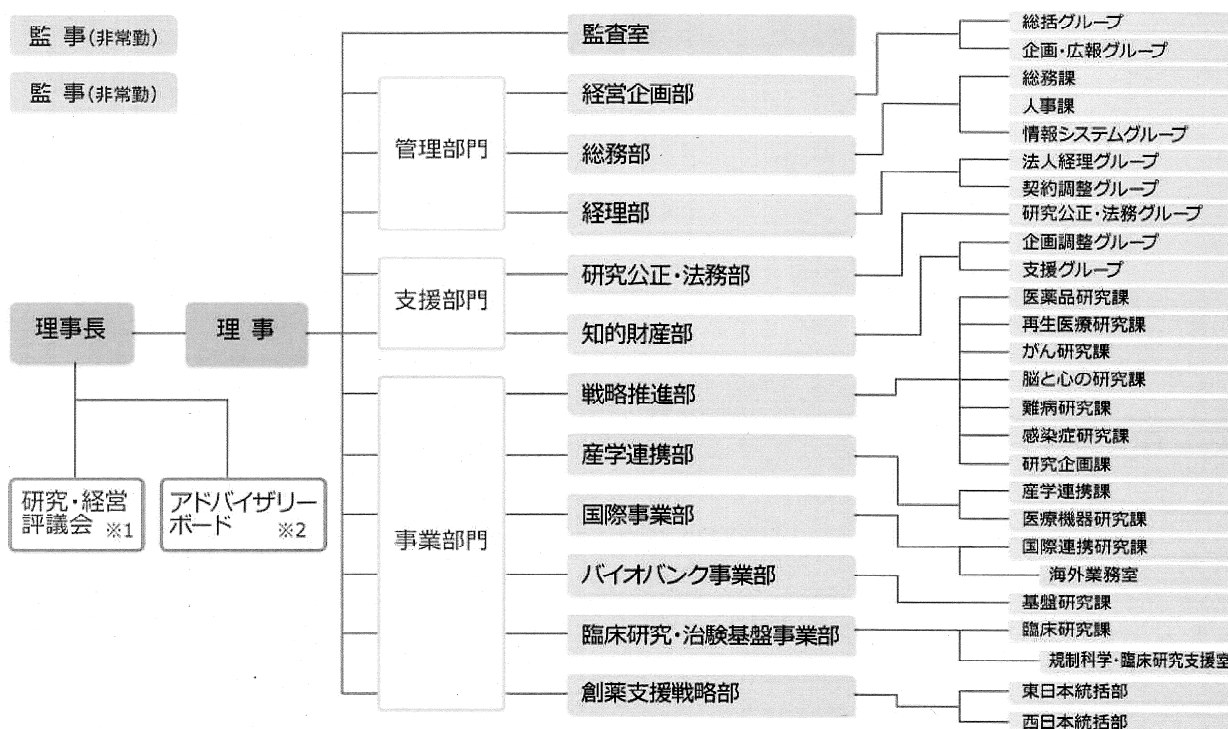 監 事(非常勤)
監 事(非常勤)
理事長
理 事
研究・経営
評議会 ※1
アドバイザリー
ボード ※2
管理部門
支援部門
事業部門
監査室
経営企画部
総務部
経理部
研究公正・法務部
知的財産部
戦略推進部
産学連携部
国際事業部
バイオバンク事業部
臨床研究・治験基盤事業部
創薬支援戦略部
総括グループ
企画・広報グループ
総務課
人事課
情報システムグループ
法人経理グループ
契約調整グループ
研究公正・法務グループ
企画調整グループ
支援グループ
医薬品研究課
再生医療研究課
がん研究課
脳と心の研究課
難病研究課
感染症研究課
研究企画課
産学連携課
医療機器研究課
国際連携研究課
海外業務室
基盤研究課
臨床研究課
規制科学・臨床研究支援室
東日本統括部
西日本統括部